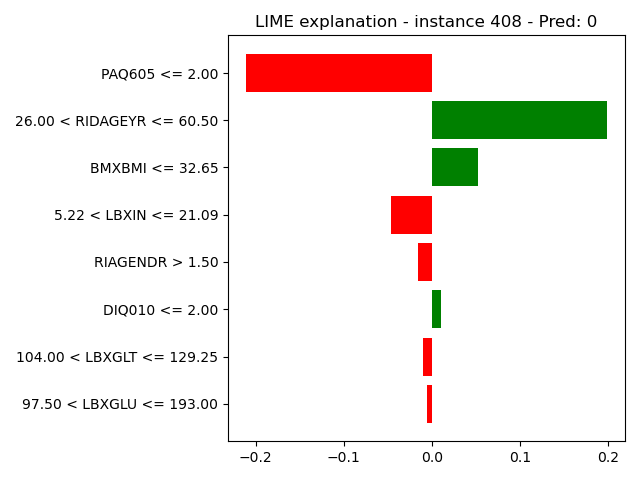 LIME explanation - instance 408 - Pred: 0
PAQ605 <= 2.00
26.00 < RIDAGEYR <= 60.50
BMXBMI <= 32.65
5.22 < LBXIN <= 21.09
RIAGENDR > 1.50
DIQ010 <= 2.00
104.00 < LBXGLT <= 129.25
97.50 < LBXGLU <= 193.00
−0.2 −0.1 0.0 0.1 0.2